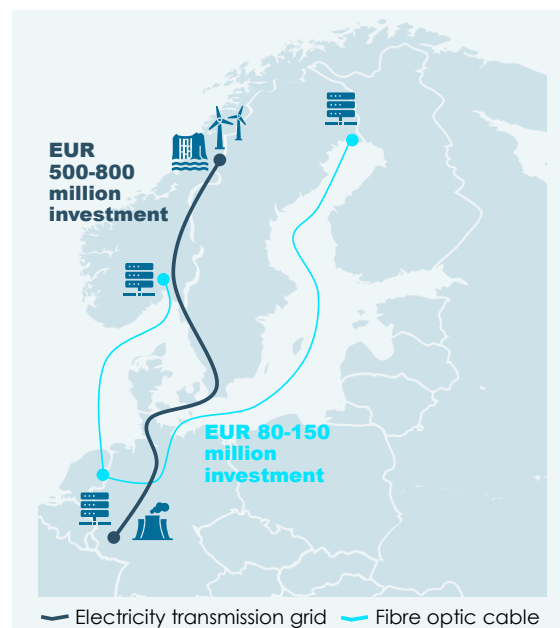 EUR
500-800
million
investment
EUR 80-150
million
investment
Electricity transmission grid
Fibre optic cable